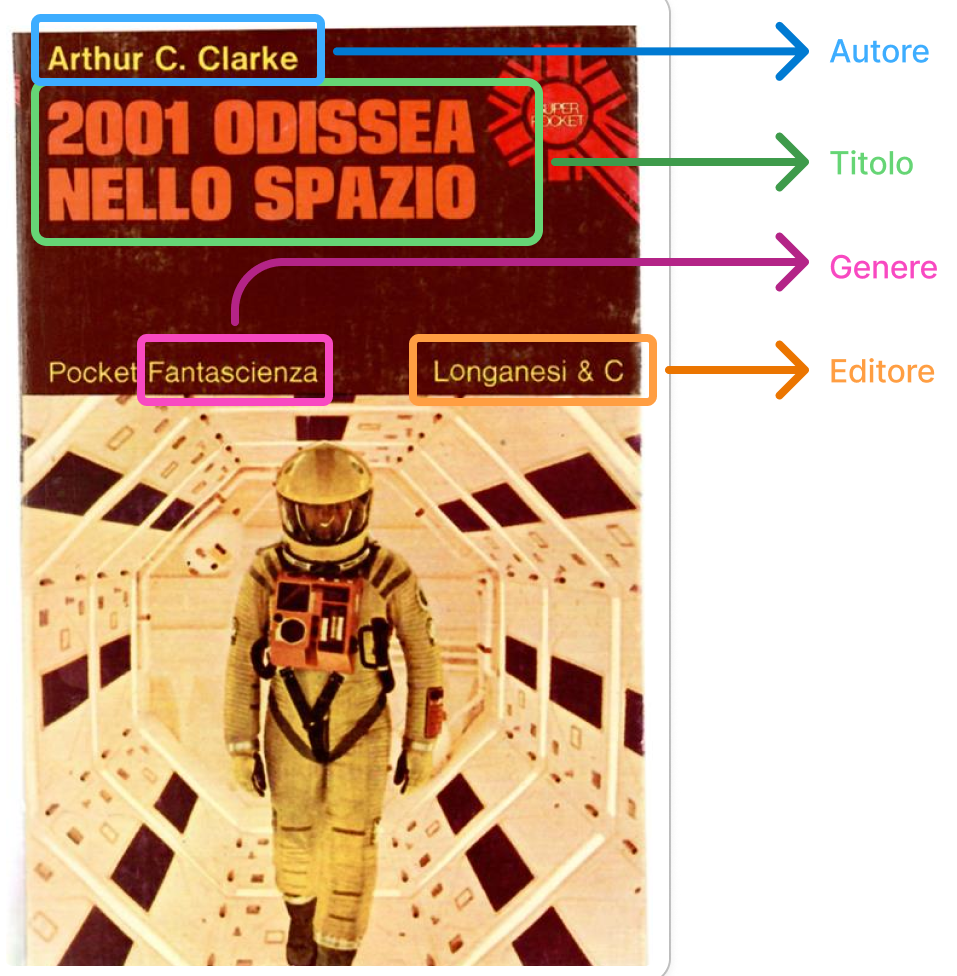 Arthur C. Clarke
Autore
2001 ODISSEA
NELLO SPAZIO
SUPER
POCKET
Titolo
Genere
Pocket Fantascienza
Longanesi & C
Editore